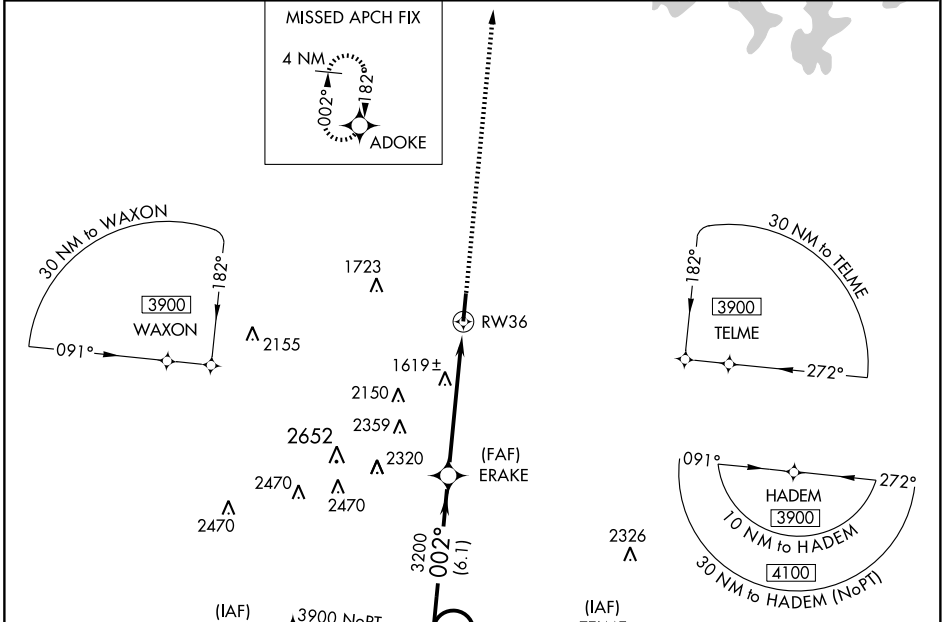 MISSED APCH FIX
4 NM
002°
182°
ADOKE
30 NM to WAXON
182°
3900
WAXON
091°
1723
2155
RW36
1619±
2150
2359
2652
2320
2470
2470
2470
(FAF)
ERAKE
3200
002°
(6.1)
30 NM to TELME
182°
3900
TELME
272°
091°
272°
HADEM
3900
10 NM to HADEM
4100
30 NM to HADEM (NoPT)
2326
(IAF)
3900 NoPT
(IAF)